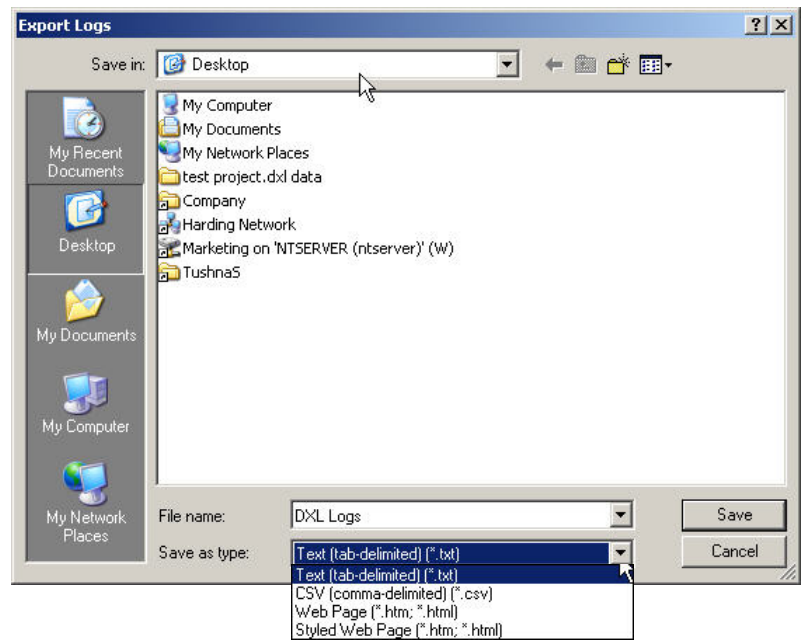 Export Logs
Save in:
Desktop
My Recent
Documents
Desktop
My Documents
My Computer
My Network
Places
My Computer
My Documents
My Network Places
test project.dxl data
Company
Harding Network
Marketing on 'NTSERVER (ntserver)' (W)
TushnaS
File name:
DXL Logs
Save
Save as type:
Text (tab-delimited) (*.txt)
Cancel
Text (tab-delimited) (*.txt)
CSV (comma-delimited) (*.csv)
Web Page (*.htm; *.html)
Styled Web Page (*.htm; *.html)